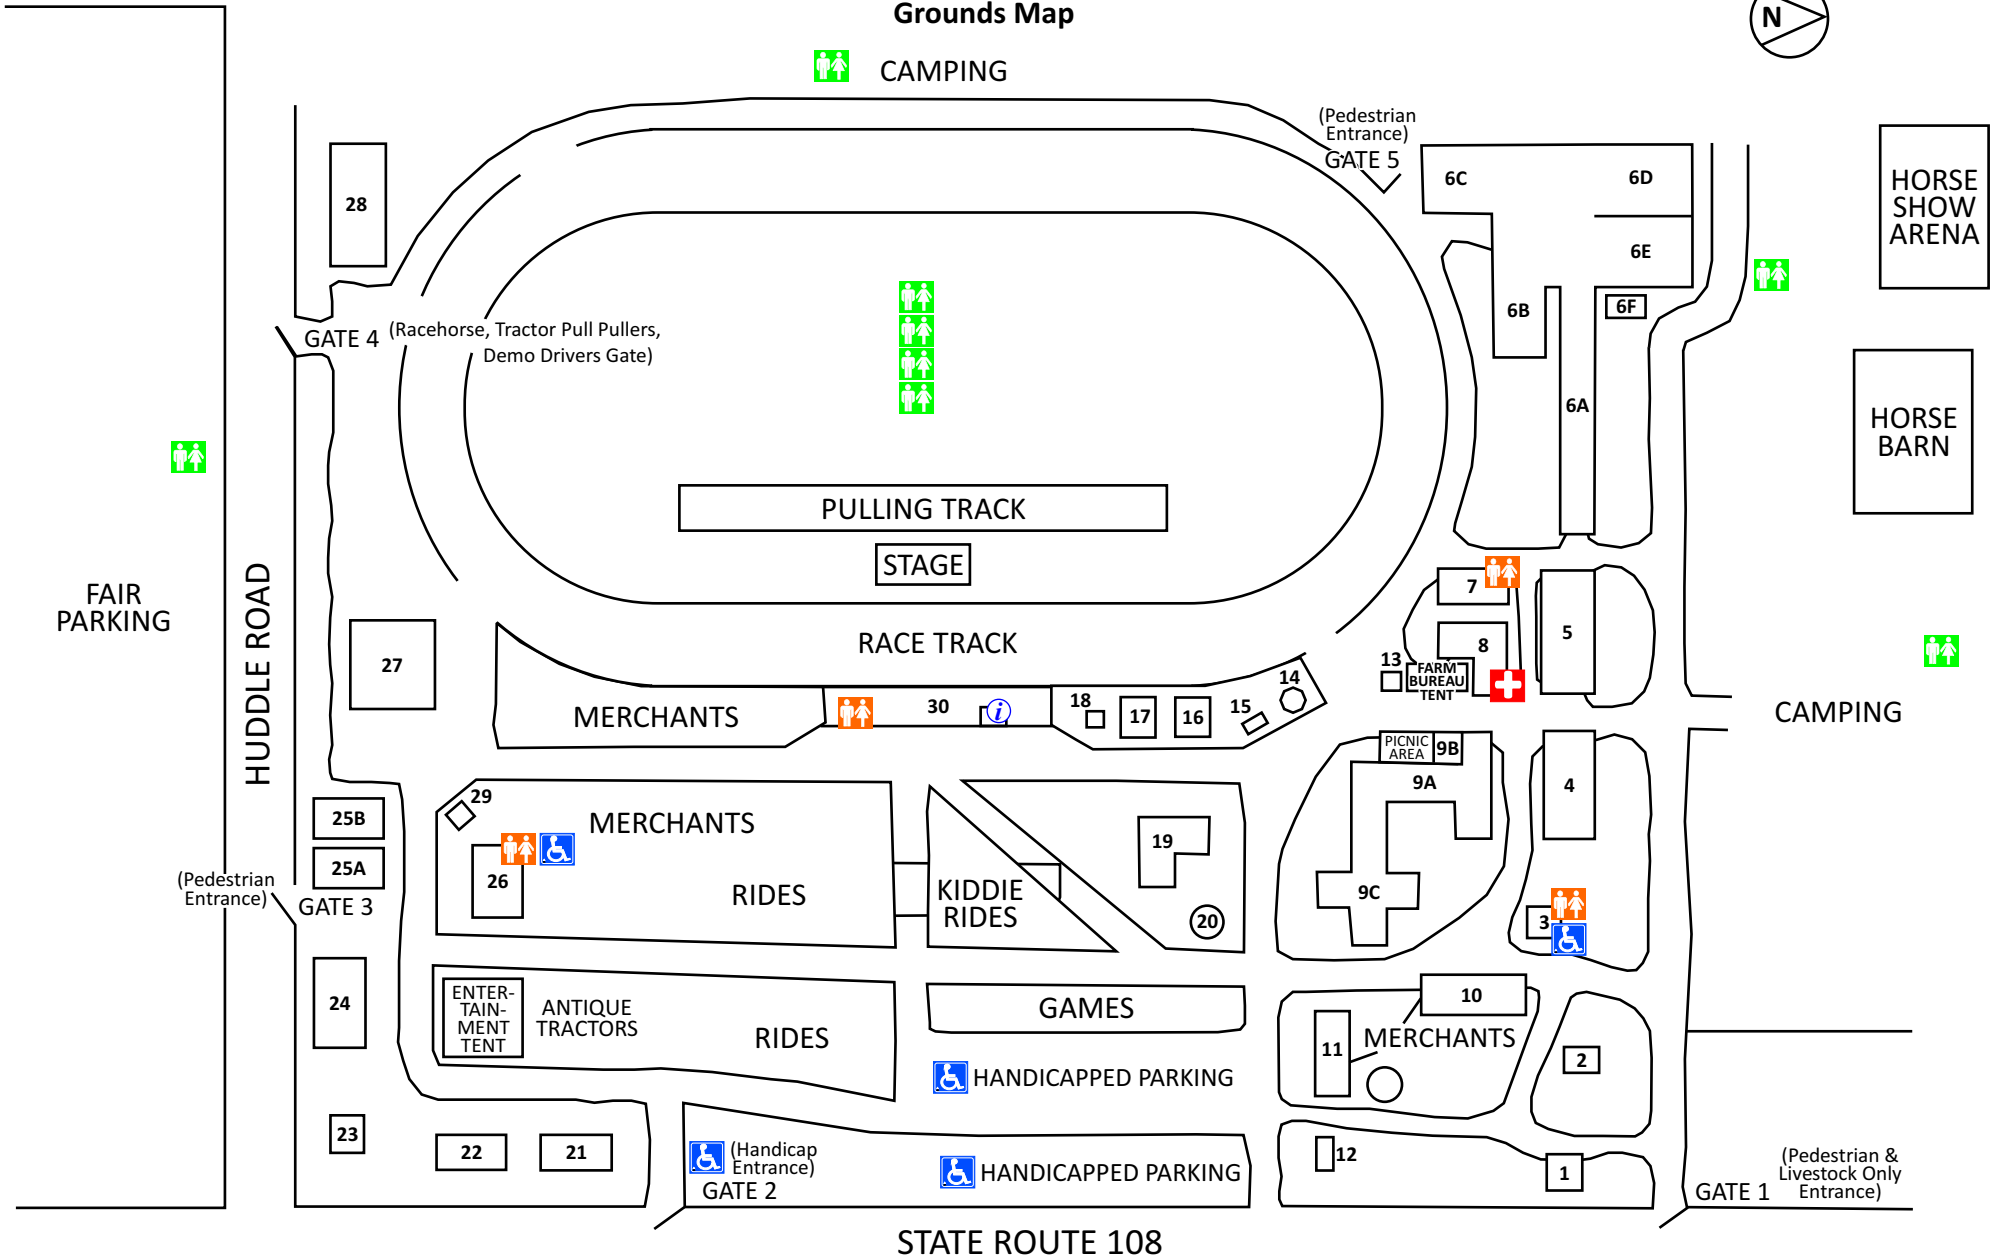 Grounds Map
N
CAMPING
(Pedestrian
Entrance)
GATE 5
6C
6D
HORSE
SHOW
ARENA
28
6E
6B
6F
GATE 4
(Racehorse, Tractor Pull Pullers,
Demo Drivers Gate)
6A
HORSE
BARN
PULLING TRACK
STAGE
FAIR
PARKING
HUDDLE ROAD
7
5
8
RACE TRACK
27
13
FARM
BUREAU
TENT
14
MERCHANTS
30
i
18
17
16
15
CAMPING
PICNIC
AREA
9B
9A
4
29
MERCHANTS
25B
19
25A
26
RIDES
KIDDIE
RIDES
9C
20
3
(Pedestrian
Entrance)
GATE 3
24
ENTER-
TAIN-
MENT
TENT
ANTIQUE
TRACTORS
RIDES
GAMES
10
MERCHANTS
11
2
HANDICAPPED PARKING
23
22
21
(Handicap
Entrance)
GATE 2
HANDICAPPED PARKING
12
1
(Pedestrian &
Livestock Only
Entrance)
GATE 1
STATE ROUTE 108